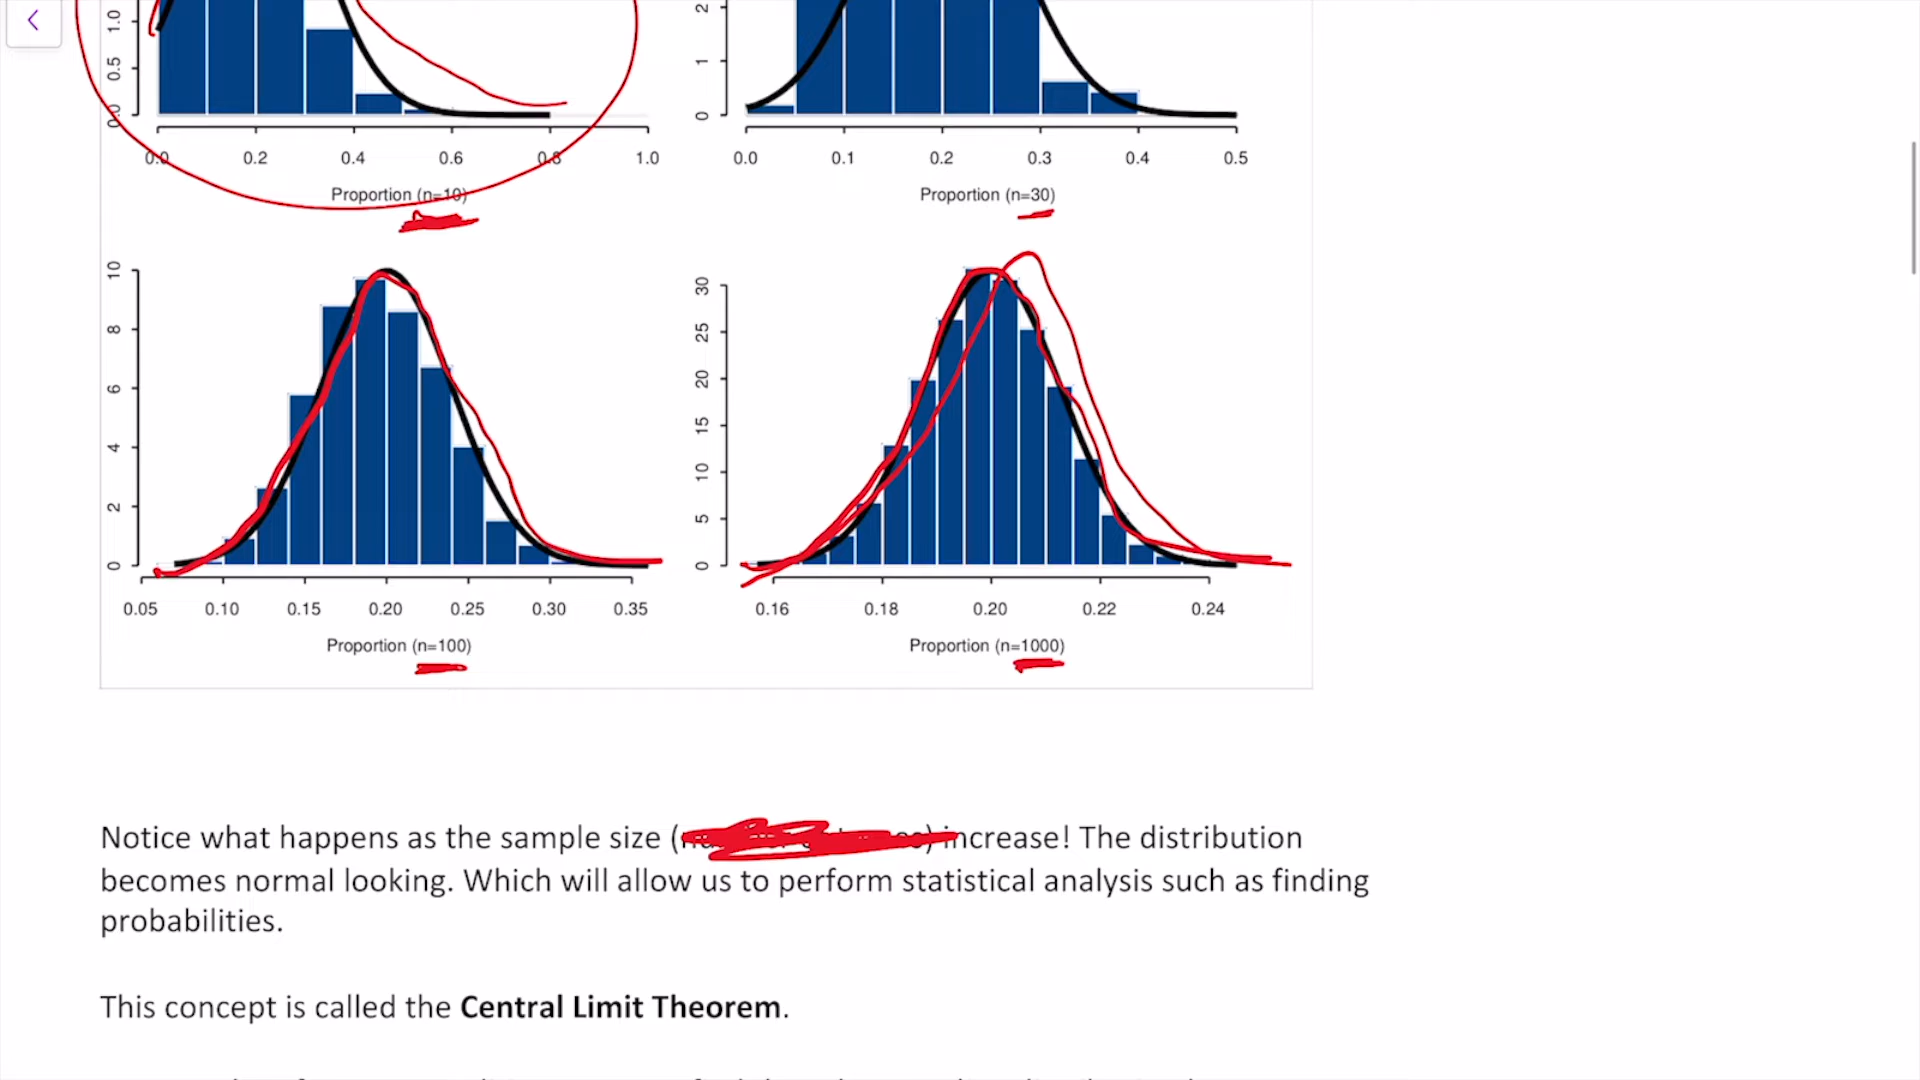 1.0
0.5
0.0
0.0 0.2 0.4 0.6 0.8 1.0
Proportion (n=10)
2
1
0
0.0 0.1 0.2 0.3 0.4 0.5
Proportion (n=30)
10
8
6
4
2
0
0.05 0.10 0.15 0.20 0.25 0.30 0.35
Proportion (n=100)
30
25
20
15
10
5
0
0.16 0.18 0.20 0.22 0.24
Proportion (n=1000)
Notice what happens as the sample size ( ) increase! The distribution
becomes normal looking. Which will allow us to perform statistical analysis such as finding
probabilities.
This concept is called the Central Limit Theorem.